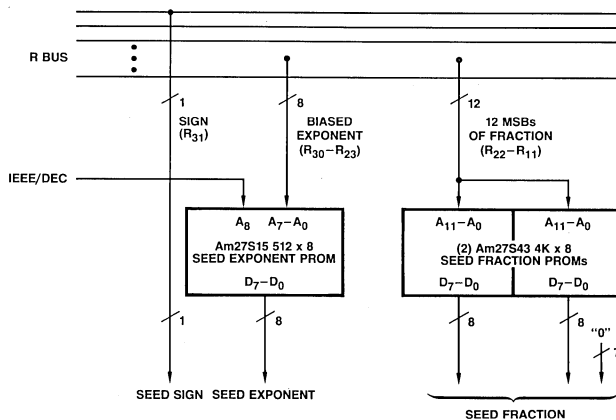 R BUS
1
8
12
SIGN
(R31)
BIASED
EXPONENT
(R30–R23)
12 MSBs
OF FRACTION
(R22–R11)
IEEE/DEC
A8 A7–A0
Am27S15 512 x 8
SEED EXPONENT PROM
D7–D0
A11–A0 A11–A0
(2) Am27S43 4K x 8
SEED FRACTION PROMs
D7–D0 D7–D0
1
8
8
8
"0"
7
SEED SIGN SEED EXPONENT
SEED FRACTION